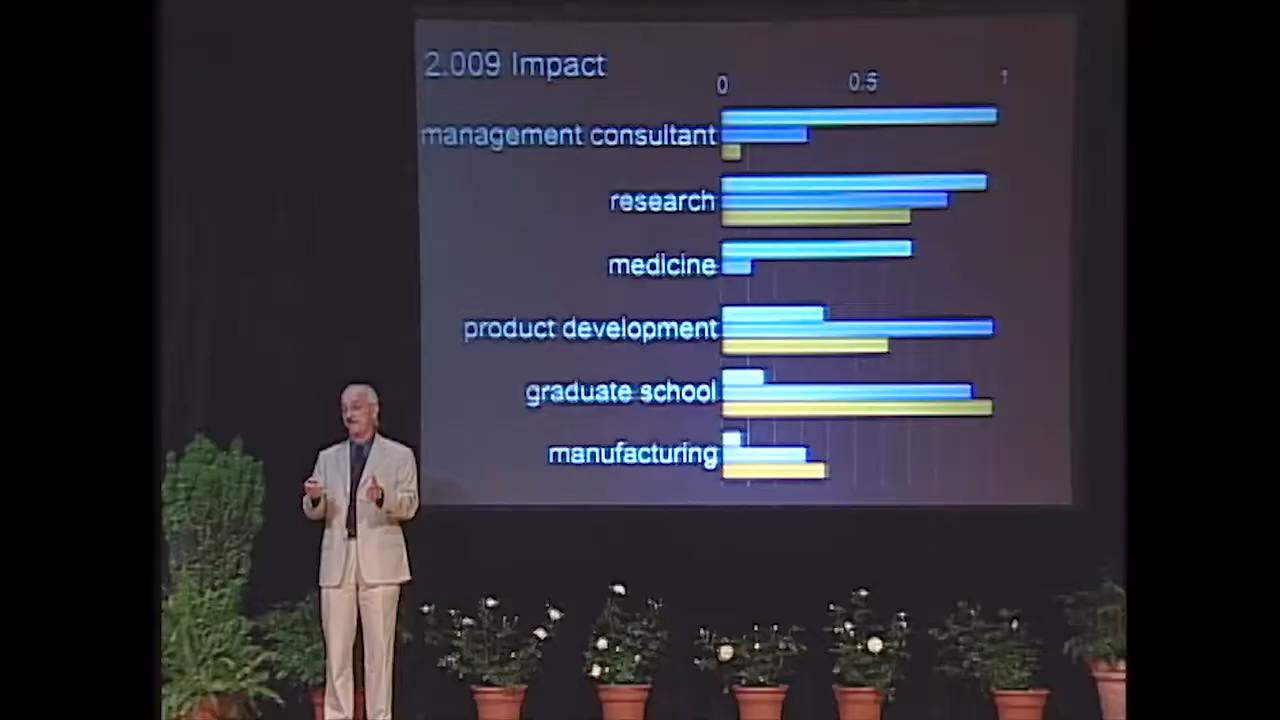 2.009 Impact
0 0.5 1
management consultant
research
medicine
product development
graduate school
manufacturing